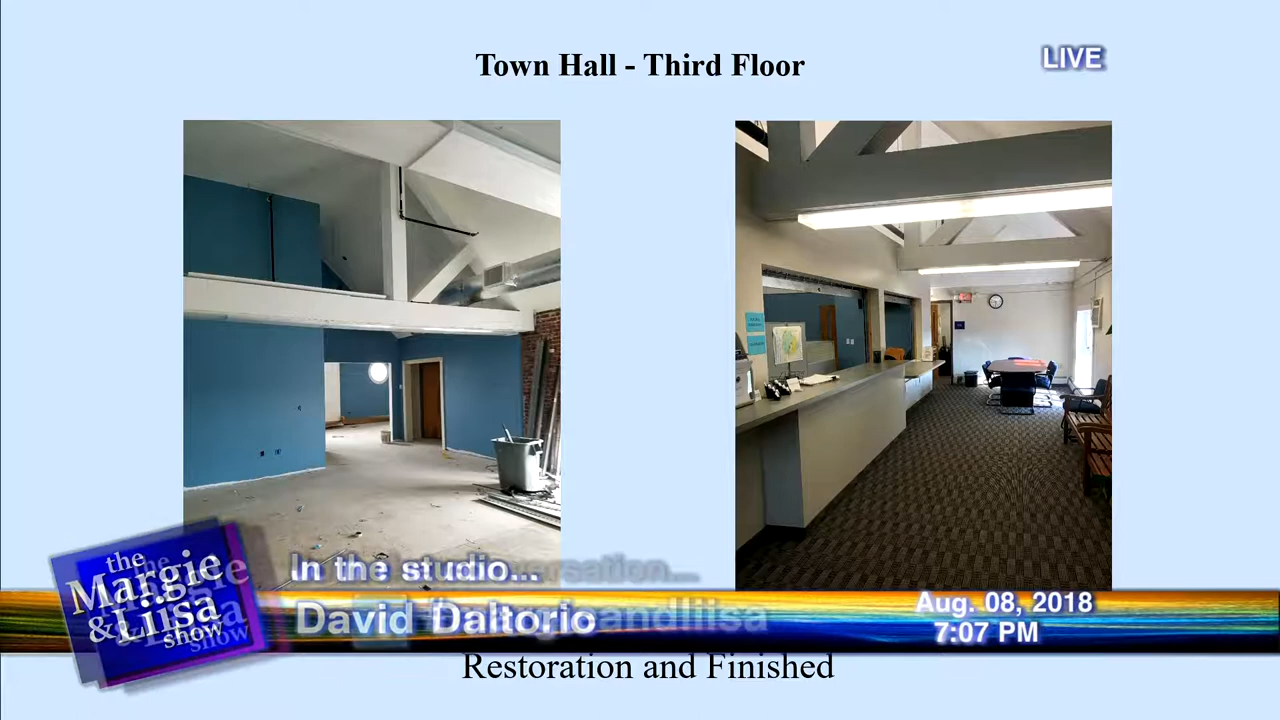 Town Hall - Third Floor
LIVE
the
Margie
& Liisa
show
In the studio...
David Daltorio
Aug. 08, 2018
7:07 PM
Restoration and Finished